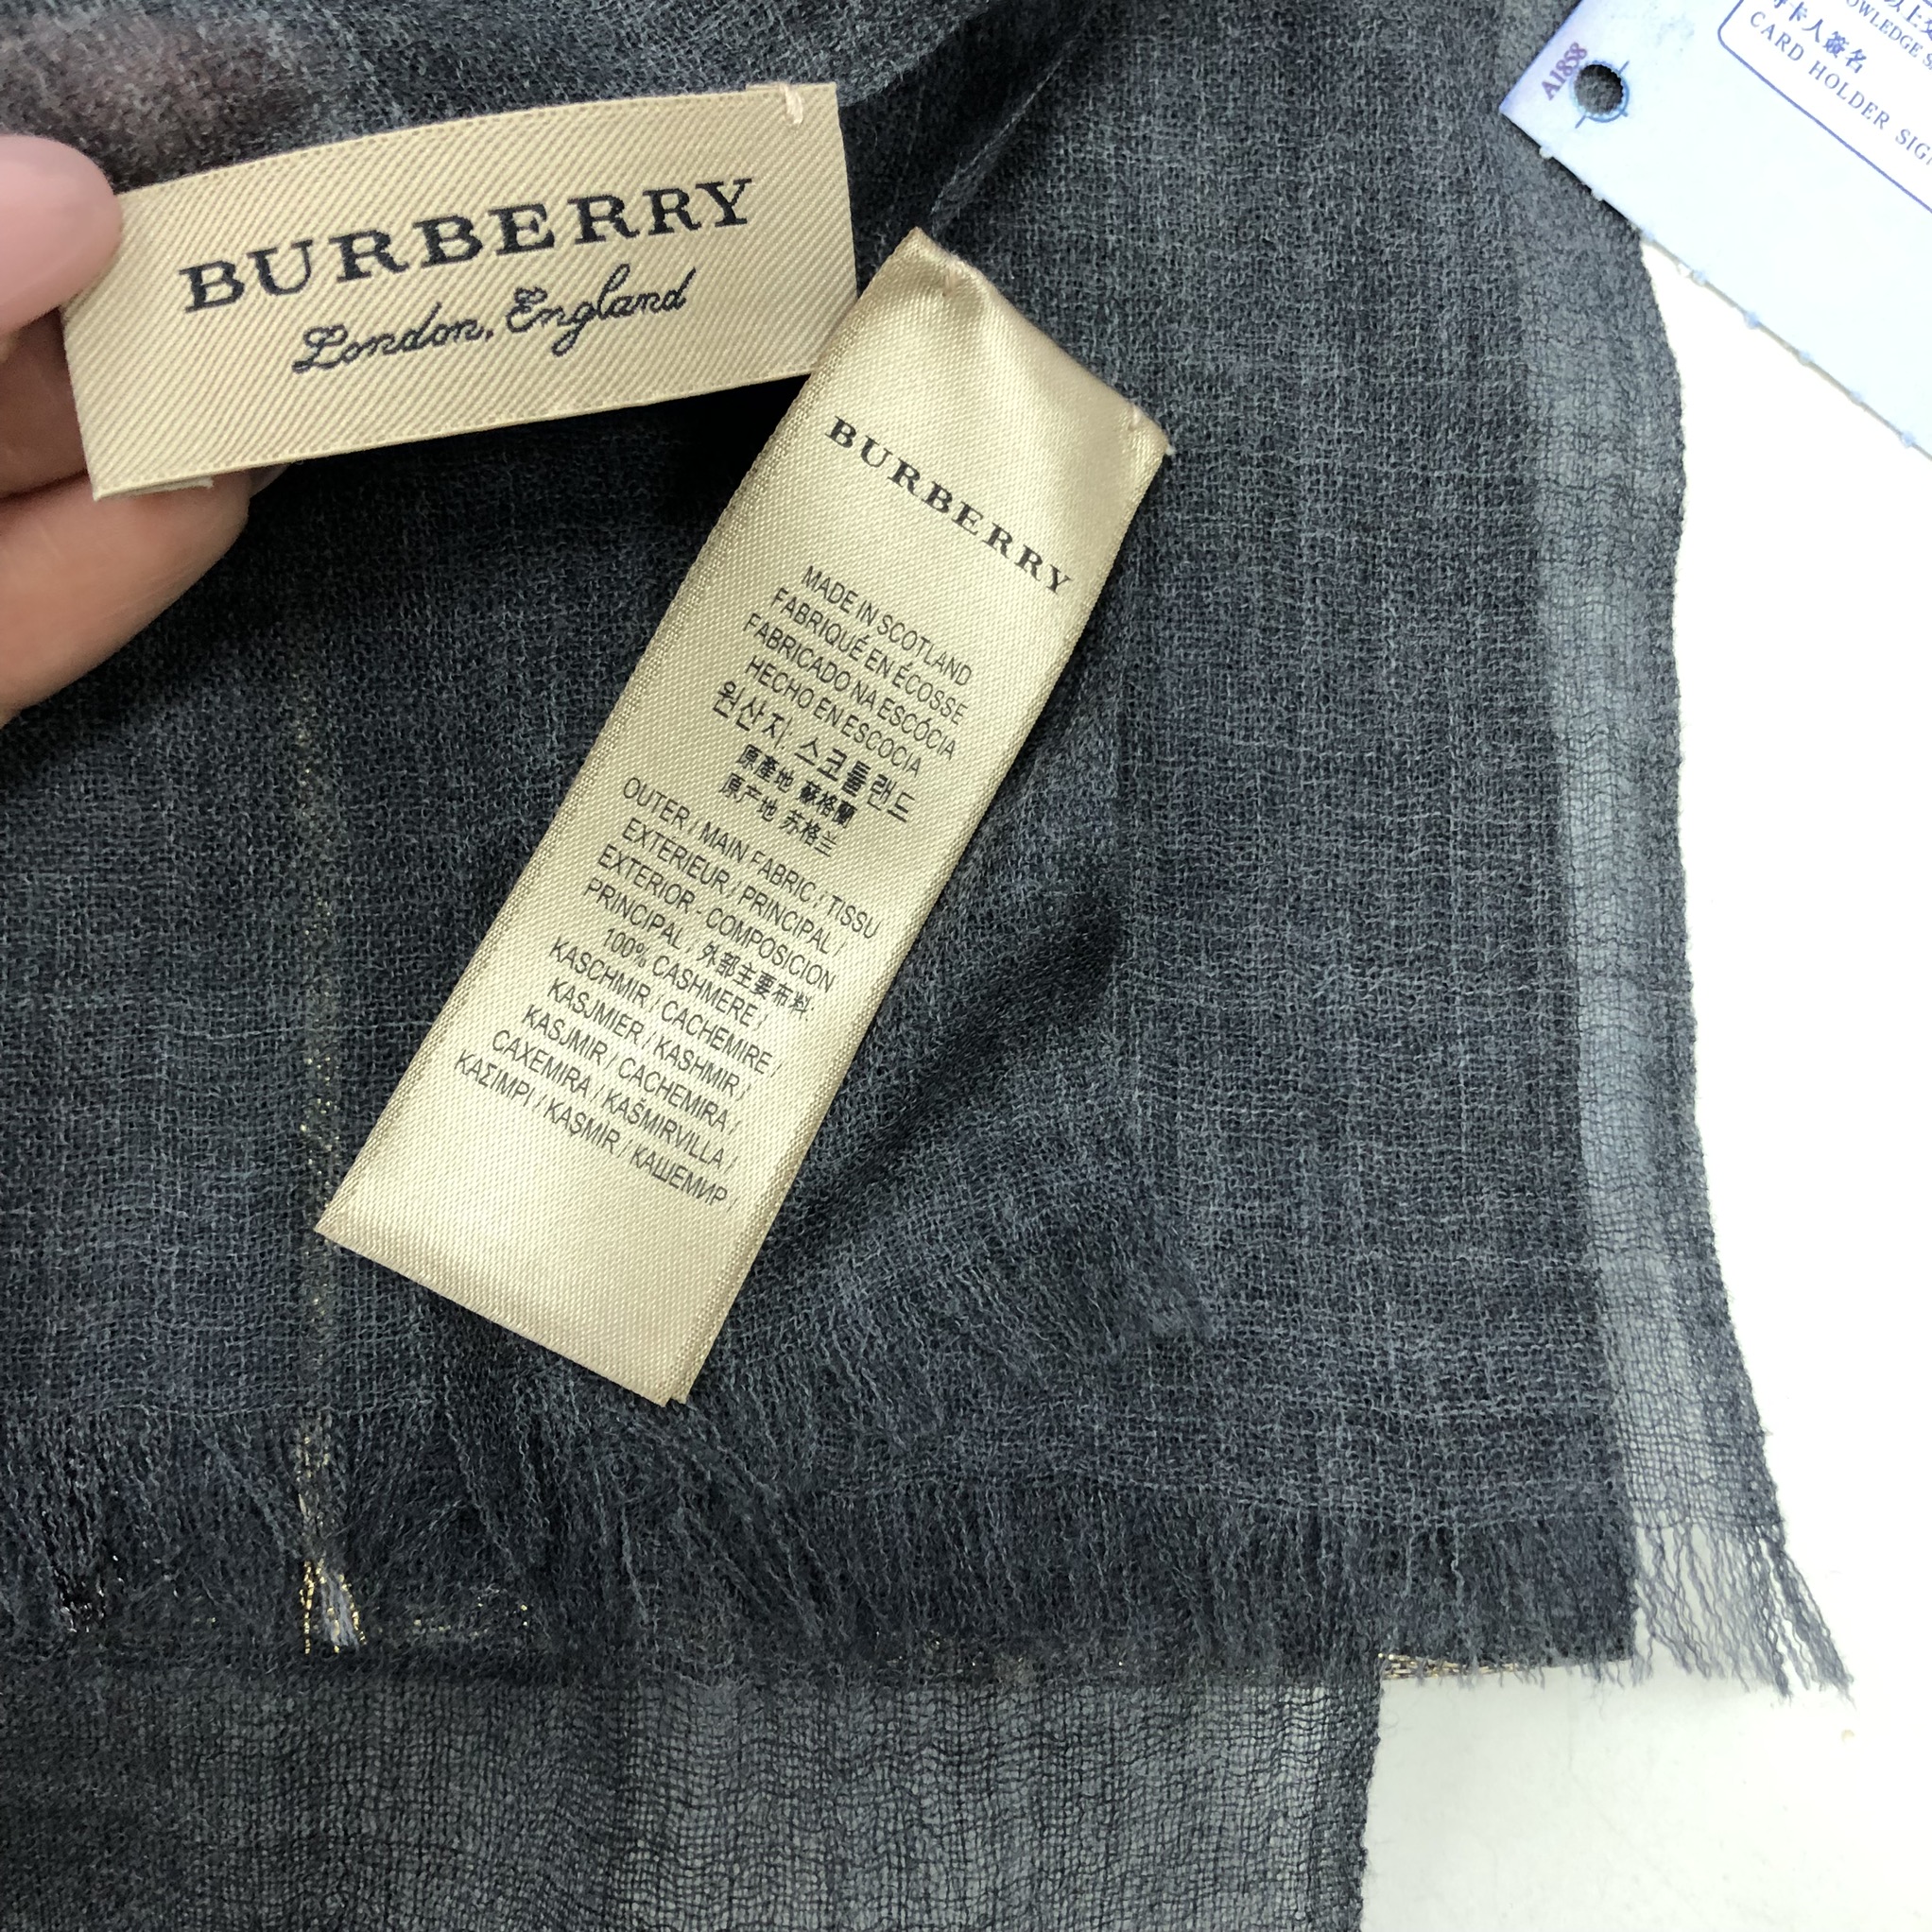 BURBERRY
London, England
BURBERRY
MADE IN SCOTLAND
FABRIQUÉ EN ÉCOSSE
FABRICADO NA ESCÓCIA
HECHO EN ESCOCIA
원산지: 스코틀랜드
原產地 蘇格蘭
原产地 苏格兰
OUTER / MAIN FABRIC / TISSU
EXTERIEUR / PRINCIPAL /
EXTERIOR - COMPOSICION
PRINCIPAL / 外部主要布料:
100% CASHMERE /
KASCHMIR / CACHEMIRE /
KASJMIER / KASHMIR /
KASJMIR / CACHEMIRA /
CAXEMIRA / KAŠMIRVILLA /
ΚΑΣΙΜΡΙ / KAŞMIR / КАШЕМИР /
A1858
卡人簽名
CARD HOLDER